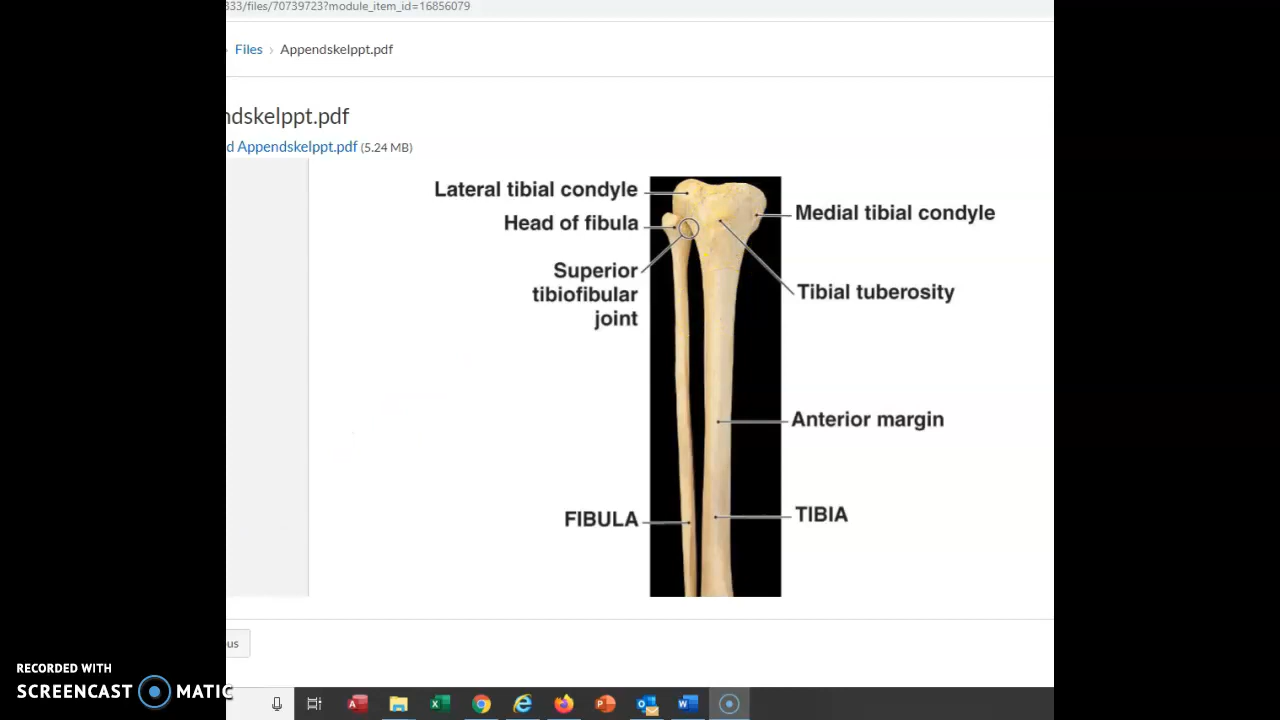 333/files/70739723?module_item_id=16856079
Files > Appendskelppt.pdf
ndskelppt.pdf
d Appendskelppt.pdf (5.24 MB)
Lateral tibial condyle
Head of fibula
Superior
tibiofibular
joint
FIBULA
Medial tibial condyle
Tibial tuberosity
Anterior margin
TIBIA
us
RECORDED WITH
SCREENCAST MATIC